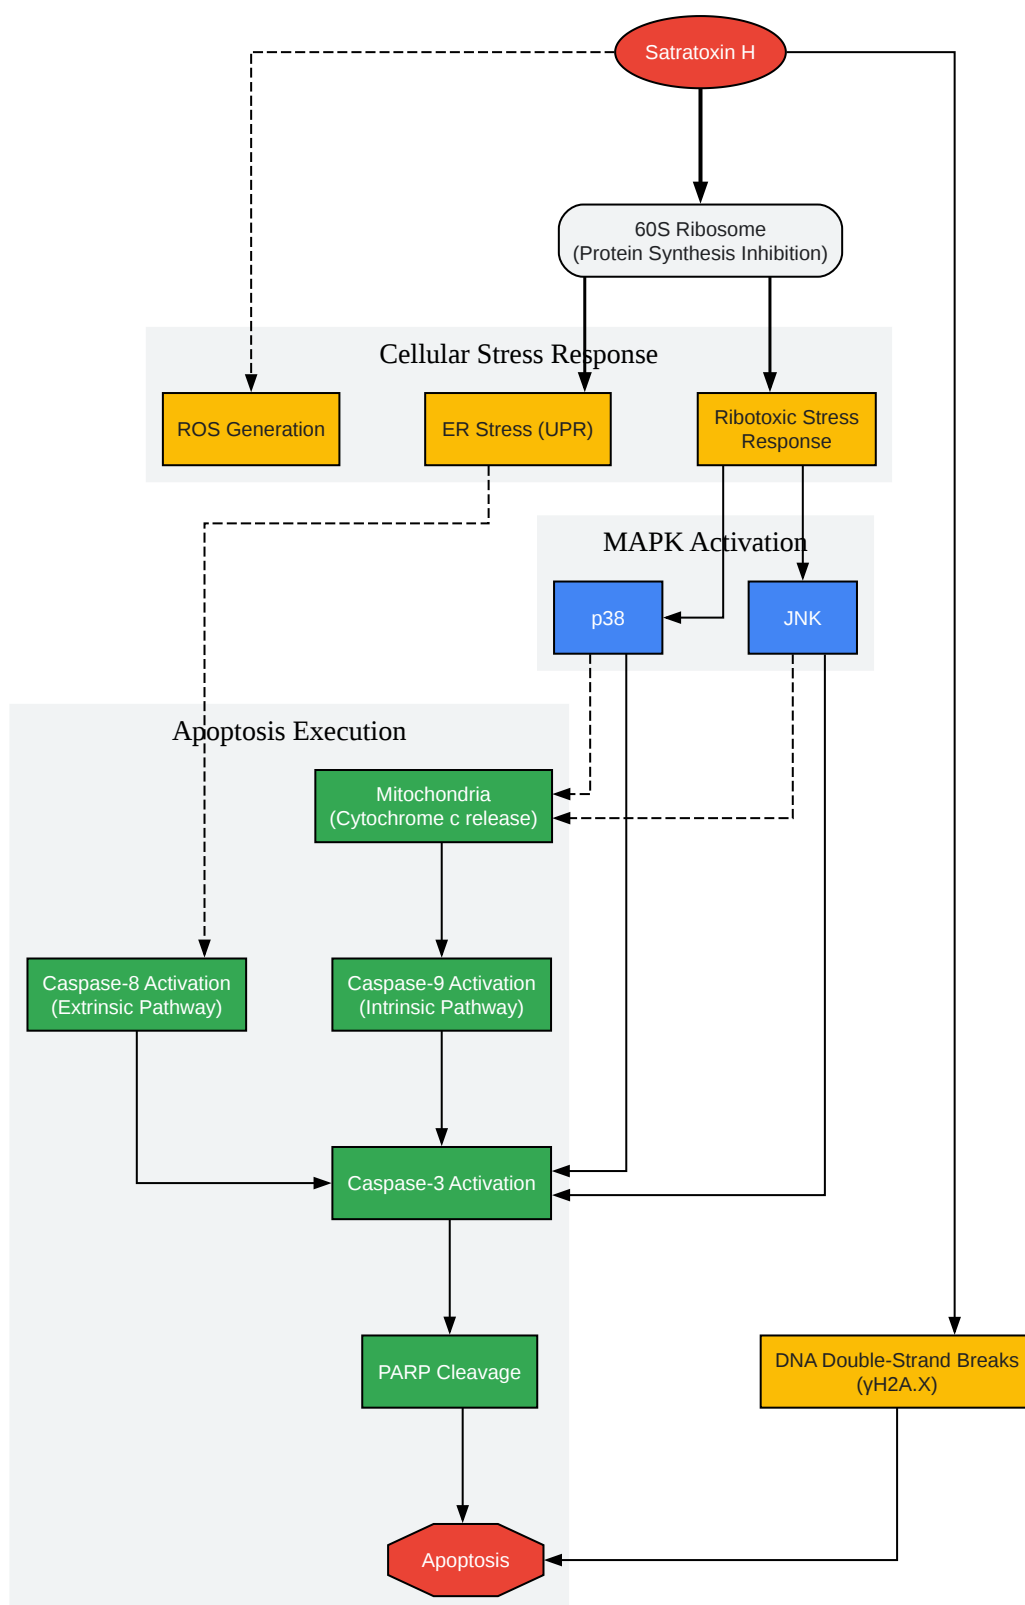 Satratoxin H
60S Ribosome
(Protein Synthesis Inhibition)
Cellular Stress Response
ROS Generation
ER Stress (UPR)
Ribotoxic Stress
Response
MAPK Activation
p38
JNK
Apoptosis Execution
Mitochondria
(Cytochrome c release)
Caspase-8 Activation
(Extrinsic Pathway)
Caspase-9 Activation
(Intrinsic Pathway)
Caspase-3 Activation
PARP Cleavage
DNA Double-Strand Breaks
(γH2A.X)
Apoptosis